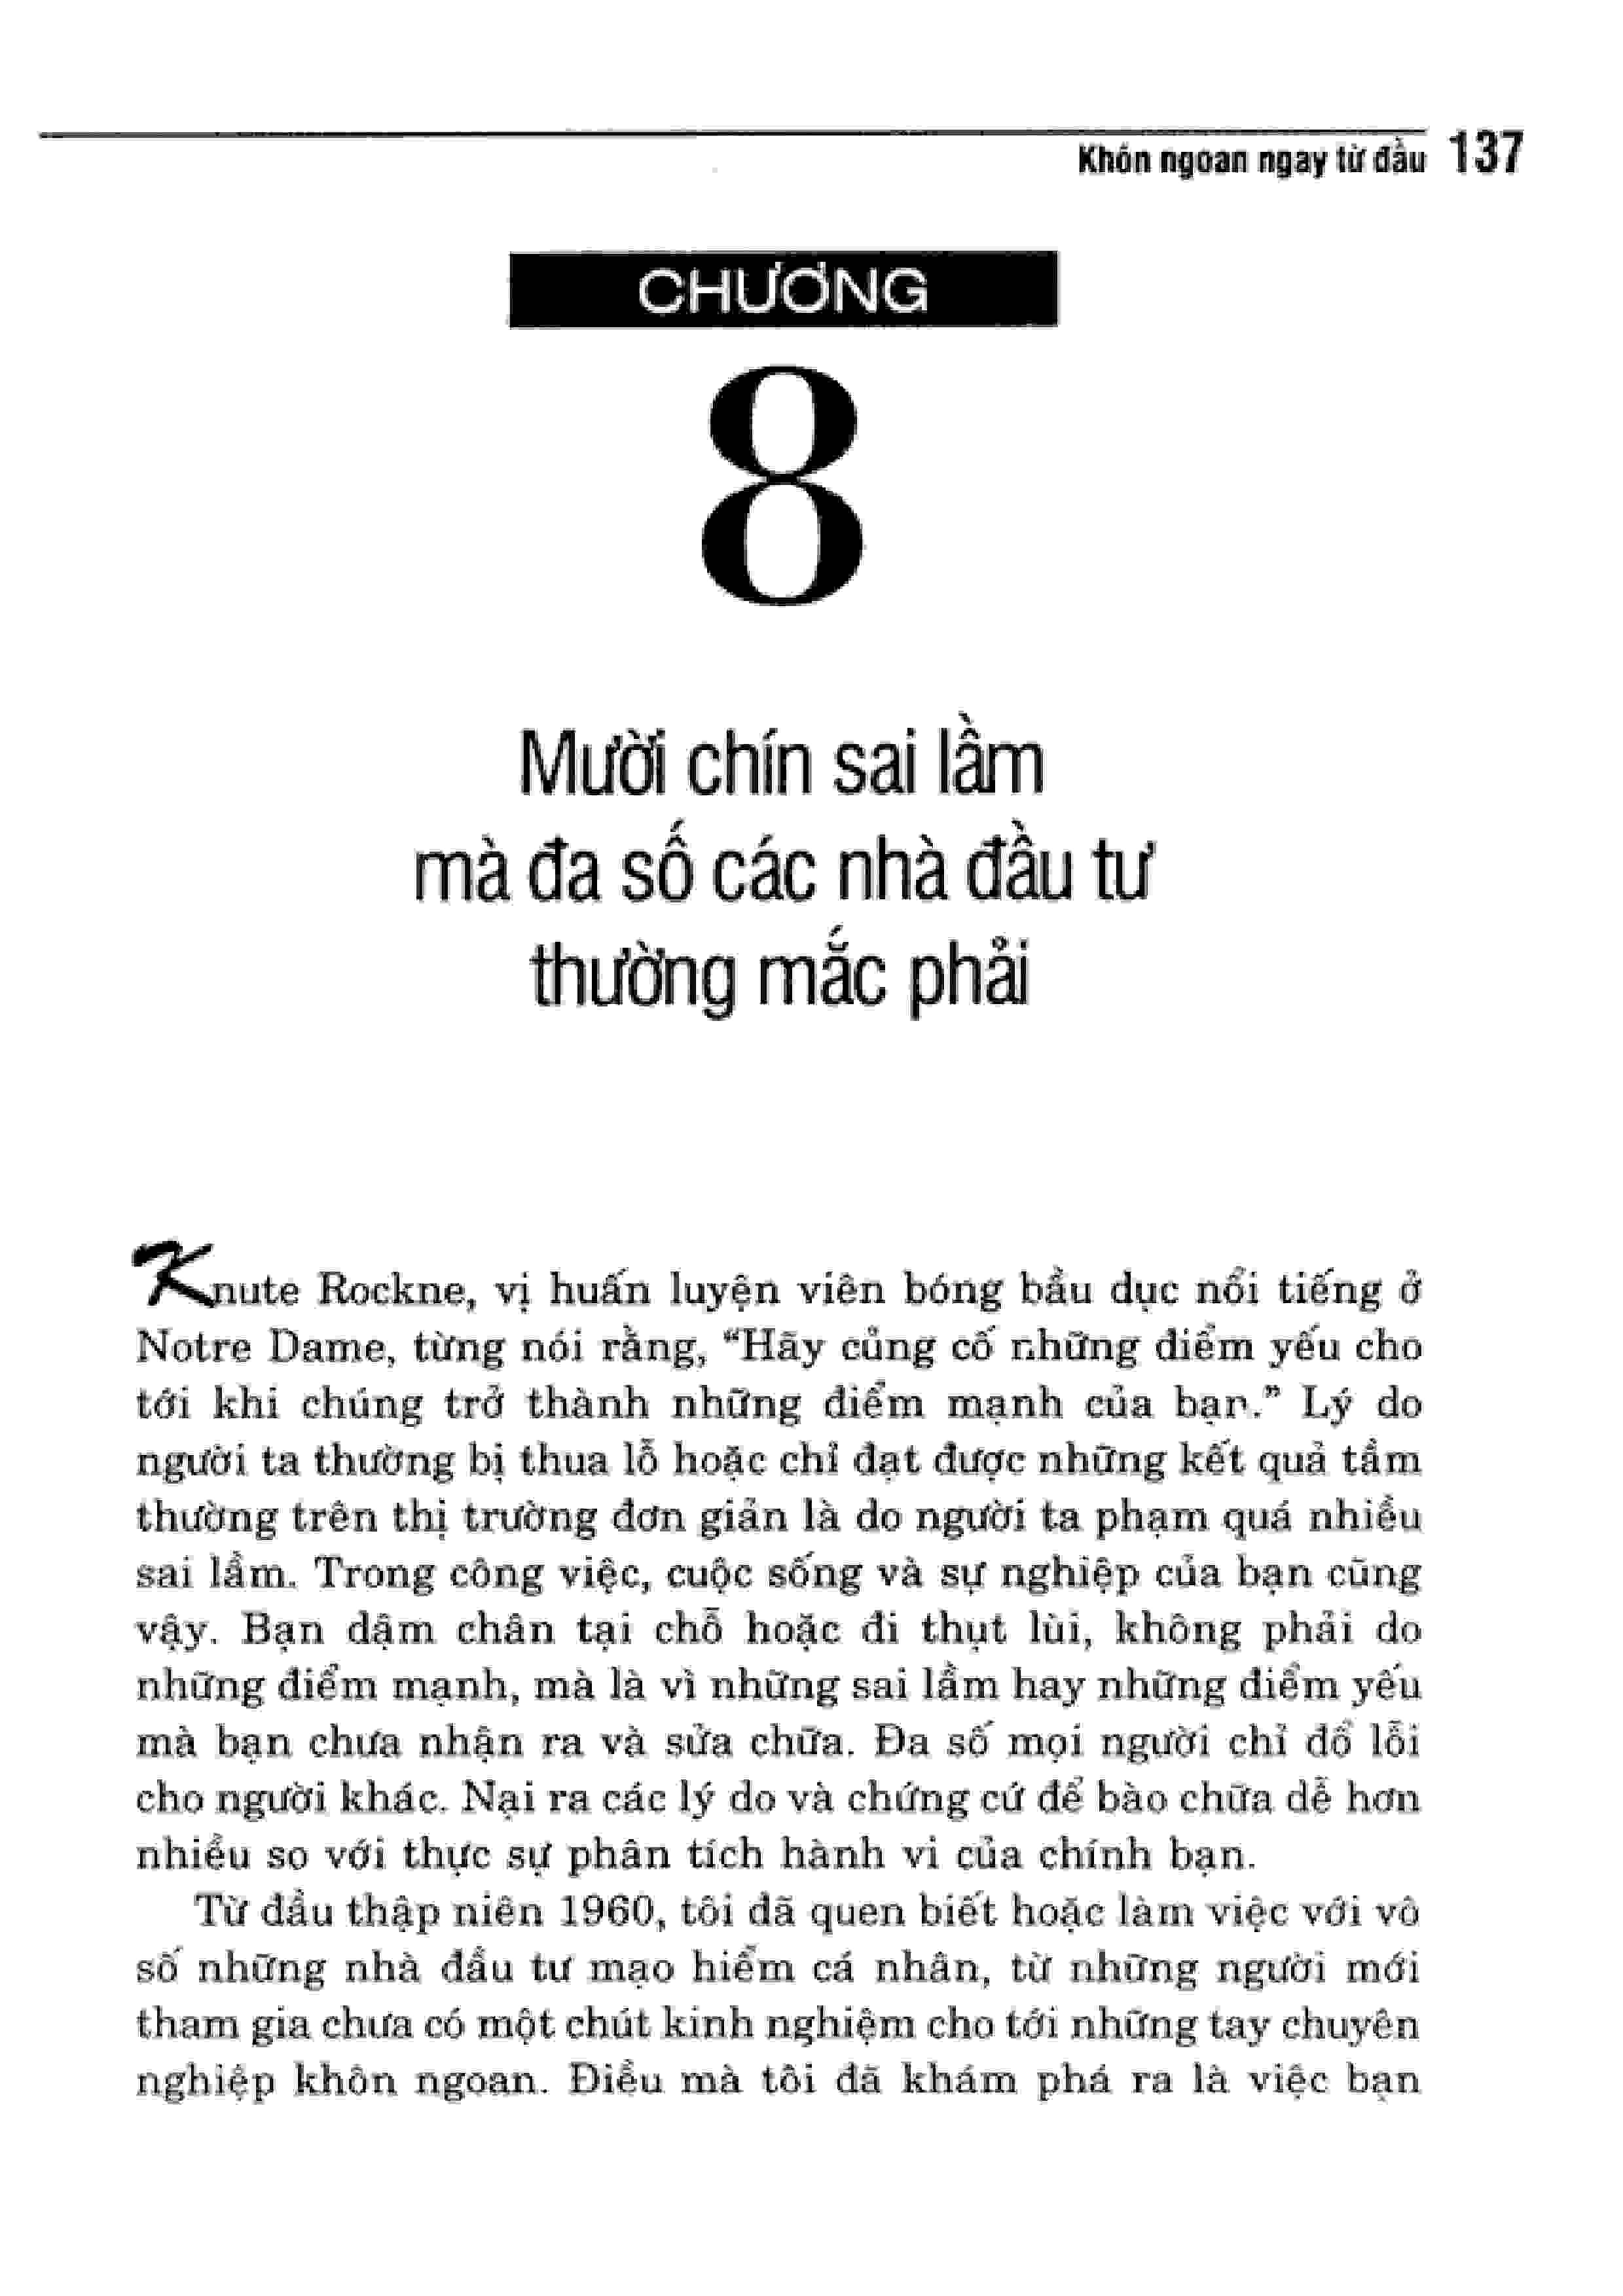 Khôn ngoan ngay từ đầu 137
CHƯƠNG
8
Mười chín sai lầm
mà đa số các nhà đầu tư
thường mắc phải
Knute Rockne, vị huấn luyện viên bóng bầu dục nổi tiếng ở
Notre Dame, từng nói rằng, “Hãy củng cố những điểm yếu cho
tới khi chúng trở thành những điểm mạnh của bạn.” Lý do
người ta thường bị thua lỗ hoặc chỉ đạt được những kết quả tầm
thường trên thị trường đơn giản là do người ta phạm quá nhiều
sai lầm. Trong công việc, cuộc sống và sự nghiệp của bạn cũng
vậy. Bạn dậm chân tại chỗ hoặc đi thụt lùi, không phải do
những điểm mạnh, mà là vì những sai lầm hay những điểm yếu
mà bạn chưa nhận ra và sửa chữa. Đa số mọi người chỉ đổ lỗi
cho người khác. Nại ra các lý do và chứng cứ để bào chữa dễ hơn
nhiều so với thực sự phân tích hành vi của chính bạn.
Từ đầu thập niên 1960, tôi đã quen biết hoặc làm việc với vô
số những nhà đầu tư mạo hiểm cá nhân, từ những người mới
tham gia chưa có một chút kinh nghiệm cho tới những tay chuyên
nghiệp khôn ngoan. Điều mà tôi đã khám phá ra là việc bạn